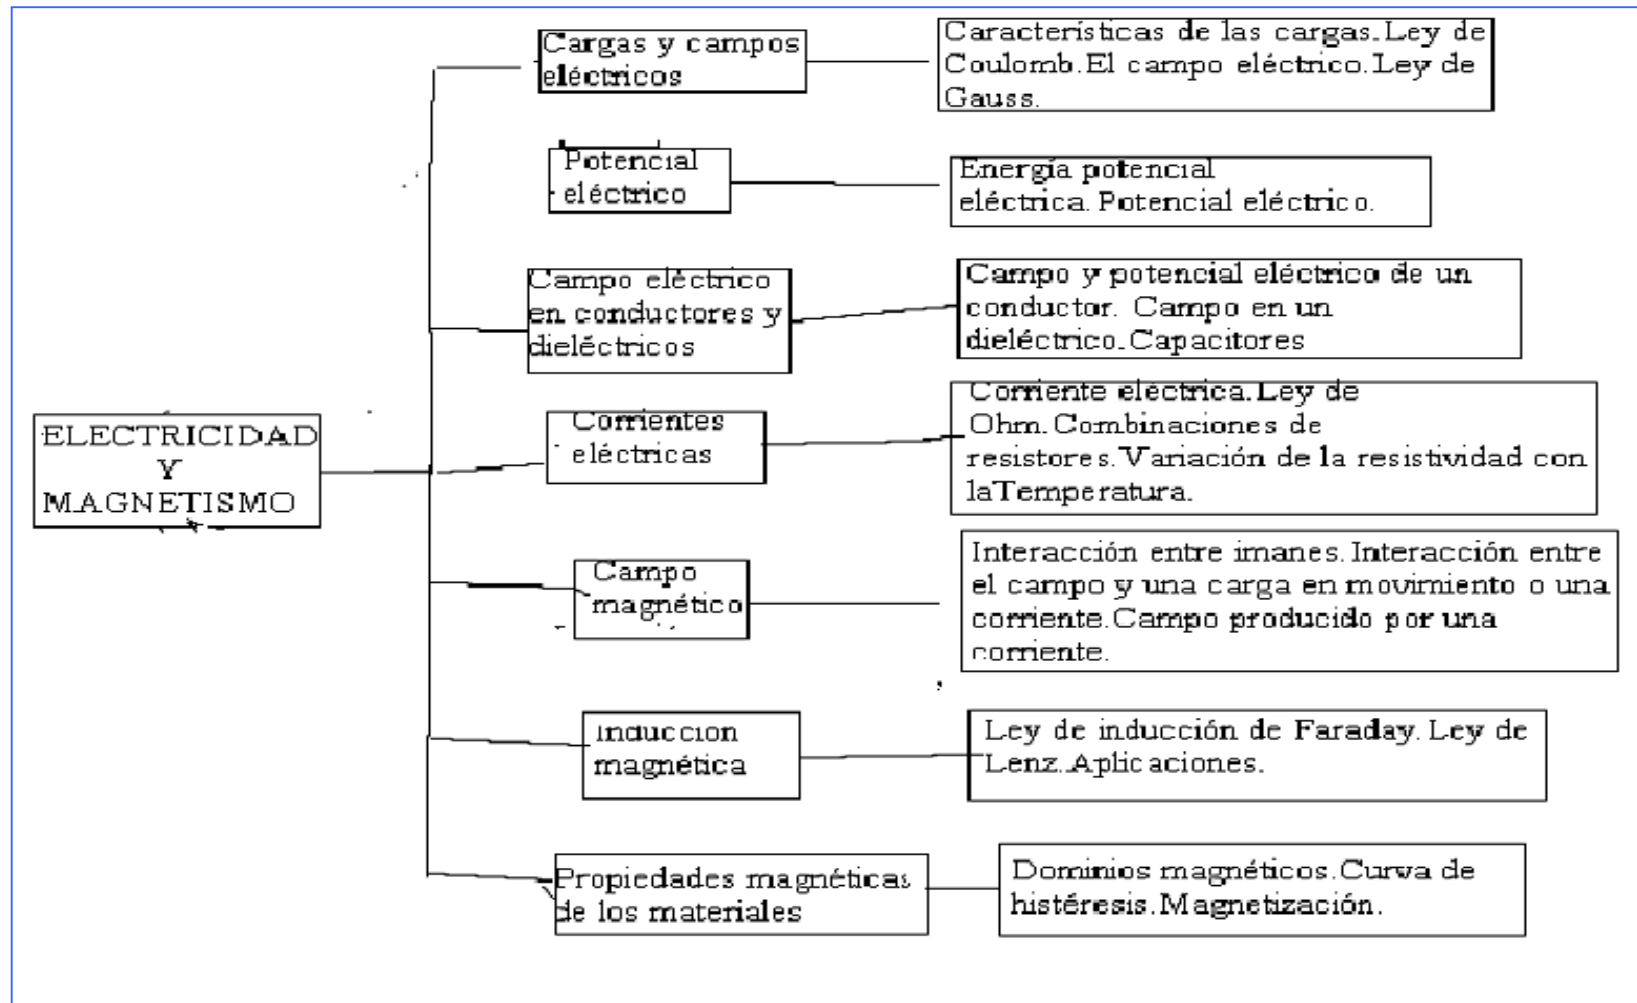 Cargas y campos
eléctricos
Características de las cargas.Ley de
Coulomb.El campo eléctrico.Ley de
Gauss.
Potencial
eléctrico
Energía potencial
eléctrica.Potencial eléctrico.
Campo eléctrico
en conductores y
dieléctricos
Campo y potencial eléctrico de un
conductor. Campo en un
dieléctrico.Capacitores
ELECTRICIDAD
Y
MAGNETISMO
Corrientes
eléctricas
Corriente eléctrica.Ley de
Ohm.Combinaciones de
resistores.Variación de la resistividad con
laTemperatura.
Campo
magnético
Interacción entre imanes.Interacción entre
el campo y una carga en movimiento o una
corriente.Campo producido por una
corriente.
Inducción
magnética
Ley de inducción de Faraday. Ley de
Lenz.Aplicaciones.
Propiedades magnéticas
de los materiales
Dominios magnéticos.Curva de
histéresis.Magnetización.